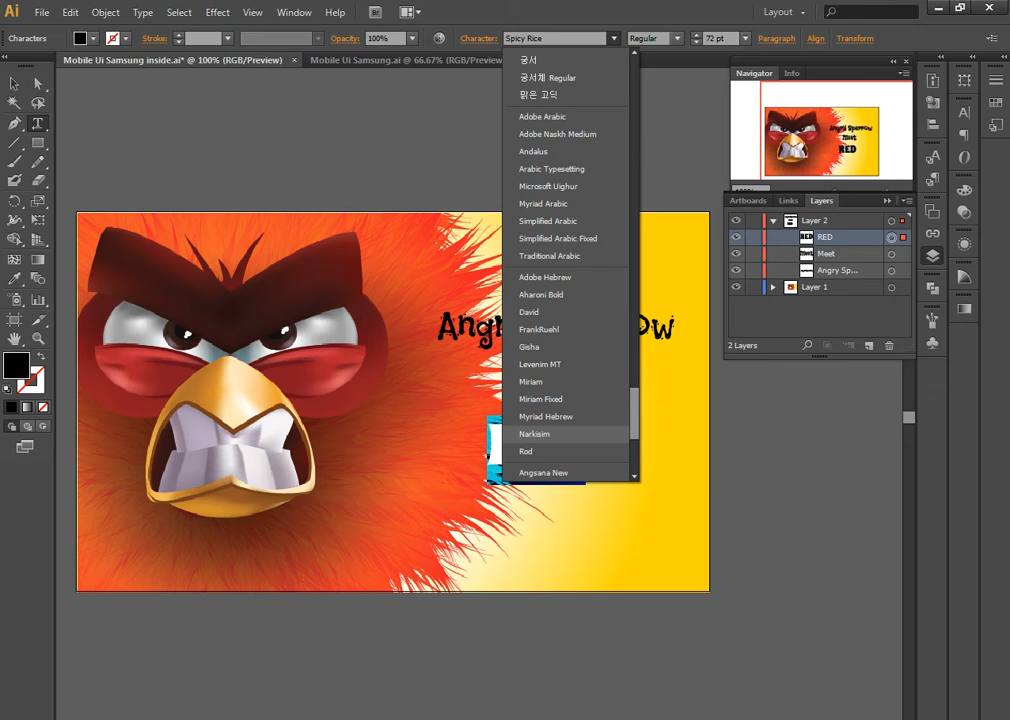 Ai File Edit Object Type Select Effect View Window Help Br Layout
Characters Stroke: Opacity: 100% Character: Spicy Rice Regular 72 pt Paragraph Align Transform
Mobile Ui Samsung inside.ai* @ 100% (RGB/Preview) × Mobile Ui Samsung.ai @ 66.67% (RGB/Preview)
궁서
궁서체 Regular
맑은 고딕
Adobe Arabic
Adobe Naskh Medium
Andalus
Arabic Typesetting
Microsoft Uighur
Myriad Arabic
Simplified Arabic
Simplified Arabic Fixed
Traditional Arabic
Adobe Hebrew
Aharoni Bold
David
FrankRuehl
Gisha
Levenim MT
Miriam
Miriam Fixed
Myriad Hebrew
Narkisim
Rod
Angsana New
Navigator Info
Angry Sparrow
Meet
RED
Artboards Links Layers
Layer 2
RED
Meet
Angry Sp...
Layer 1
2 Layers